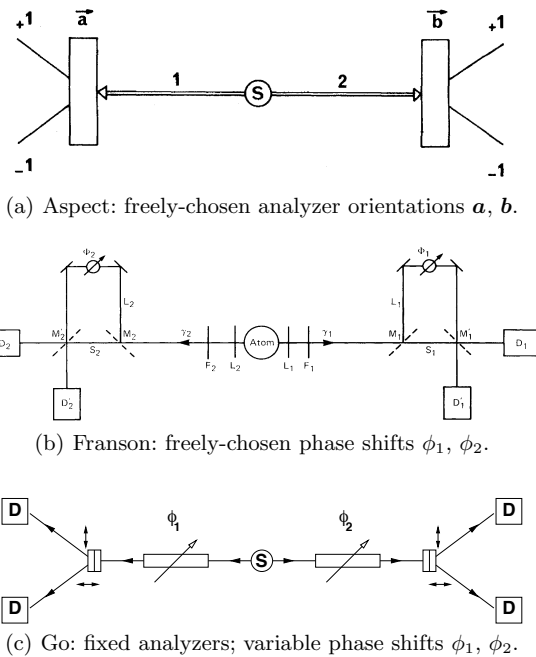 +1 a b +1
1 S 2
-1 -1
(a) Aspect: freely-chosen analyzer orientations a, b.
Φ2 Φ1
L2 L1
M'2 M2 γ2 Atom γ1 M1 M'1
D2 S2 F2 L2 L1 F1 S1 D1
D'2 D'1
(b) Franson: freely-chosen phase shifts ϕ1, ϕ2.
D ϕ1 ϕ2 D
S
D D
(c) Go: fixed analyzers; variable phase shifts ϕ1, ϕ2.